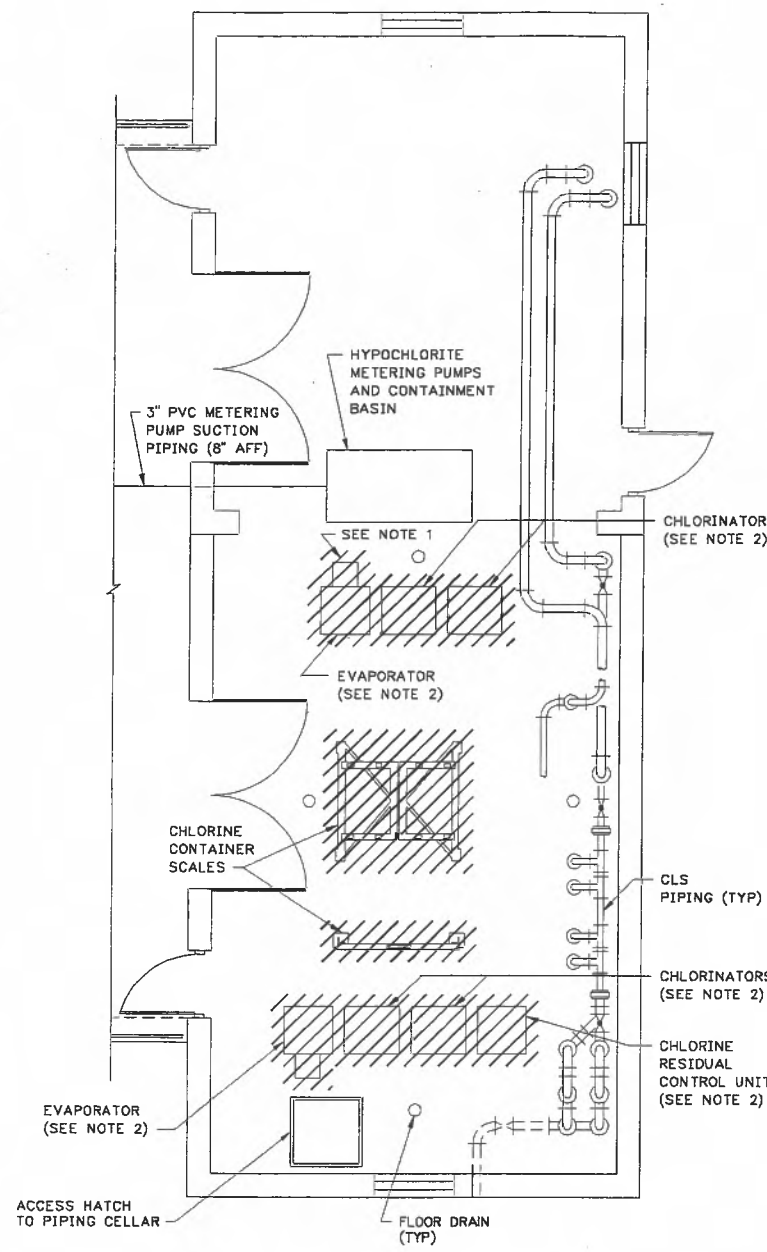 HYPOCHLORITE
METERING PUMPS
AND CONTAINMENT
BASIN
3" PVC METERING
PUMP SUCTION
PIPING (8" AFF)
SEE NOTE 1
CHLORINATOR
(SEE NOTE 2)
EVAPORATOR
(SEE NOTE 2)
CHLORINE
CONTAINER
SCALES
CLS
PIPING (TYP)
CHLORINATORS
(SEE NOTE 2)
CHLORINE
RESIDUAL
CONTROL UNIT
(SEE NOTE 2)
EVAPORATOR
(SEE NOTE 2)
ACCESS HATCH
TO PIPING CELLAR
FLOOR DRAIN
(TYP)